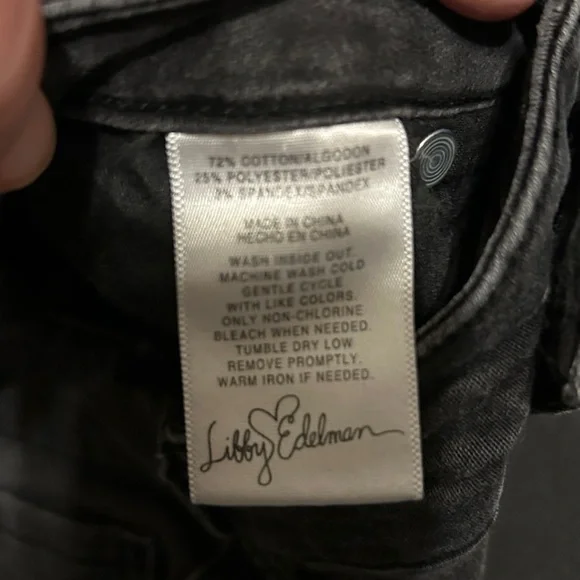 72% COTTON/ALGODON
25% POLYESTER/POLIESTER
3% SPANDEX/SPANDEX
MADE IN CHINA
HECHO EN CHINA
WASH INSIDE OUT.
MACHINE WASH COLD
GENTLE CYCLE
WITH LIKE COLORS.
ONLY NON-CHLORINE
BLEACH WHEN NEEDED.
TUMBLE DRY LOW
REMOVE PROMPTLY.
WARM IRON IF NEEDED.
Libby Edelman